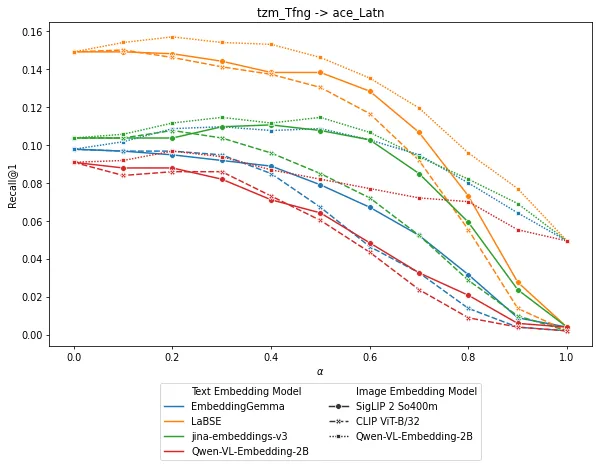 tzm_Tfng -> ace_Latn
Recall@1
0.16
0.14
0.12
0.10
0.08
0.06
0.04
0.02
0.00
0.0 0.2 0.4 0.6 0.8 1.0
α
Text Embedding Model Image Embedding Model
EmbeddingGemma SigLIP 2 So400m
LaBSE CLIP ViT-B/32
jina-embeddings-v3 Qwen-VL-Embedding-2B
Qwen-VL-Embedding-2B